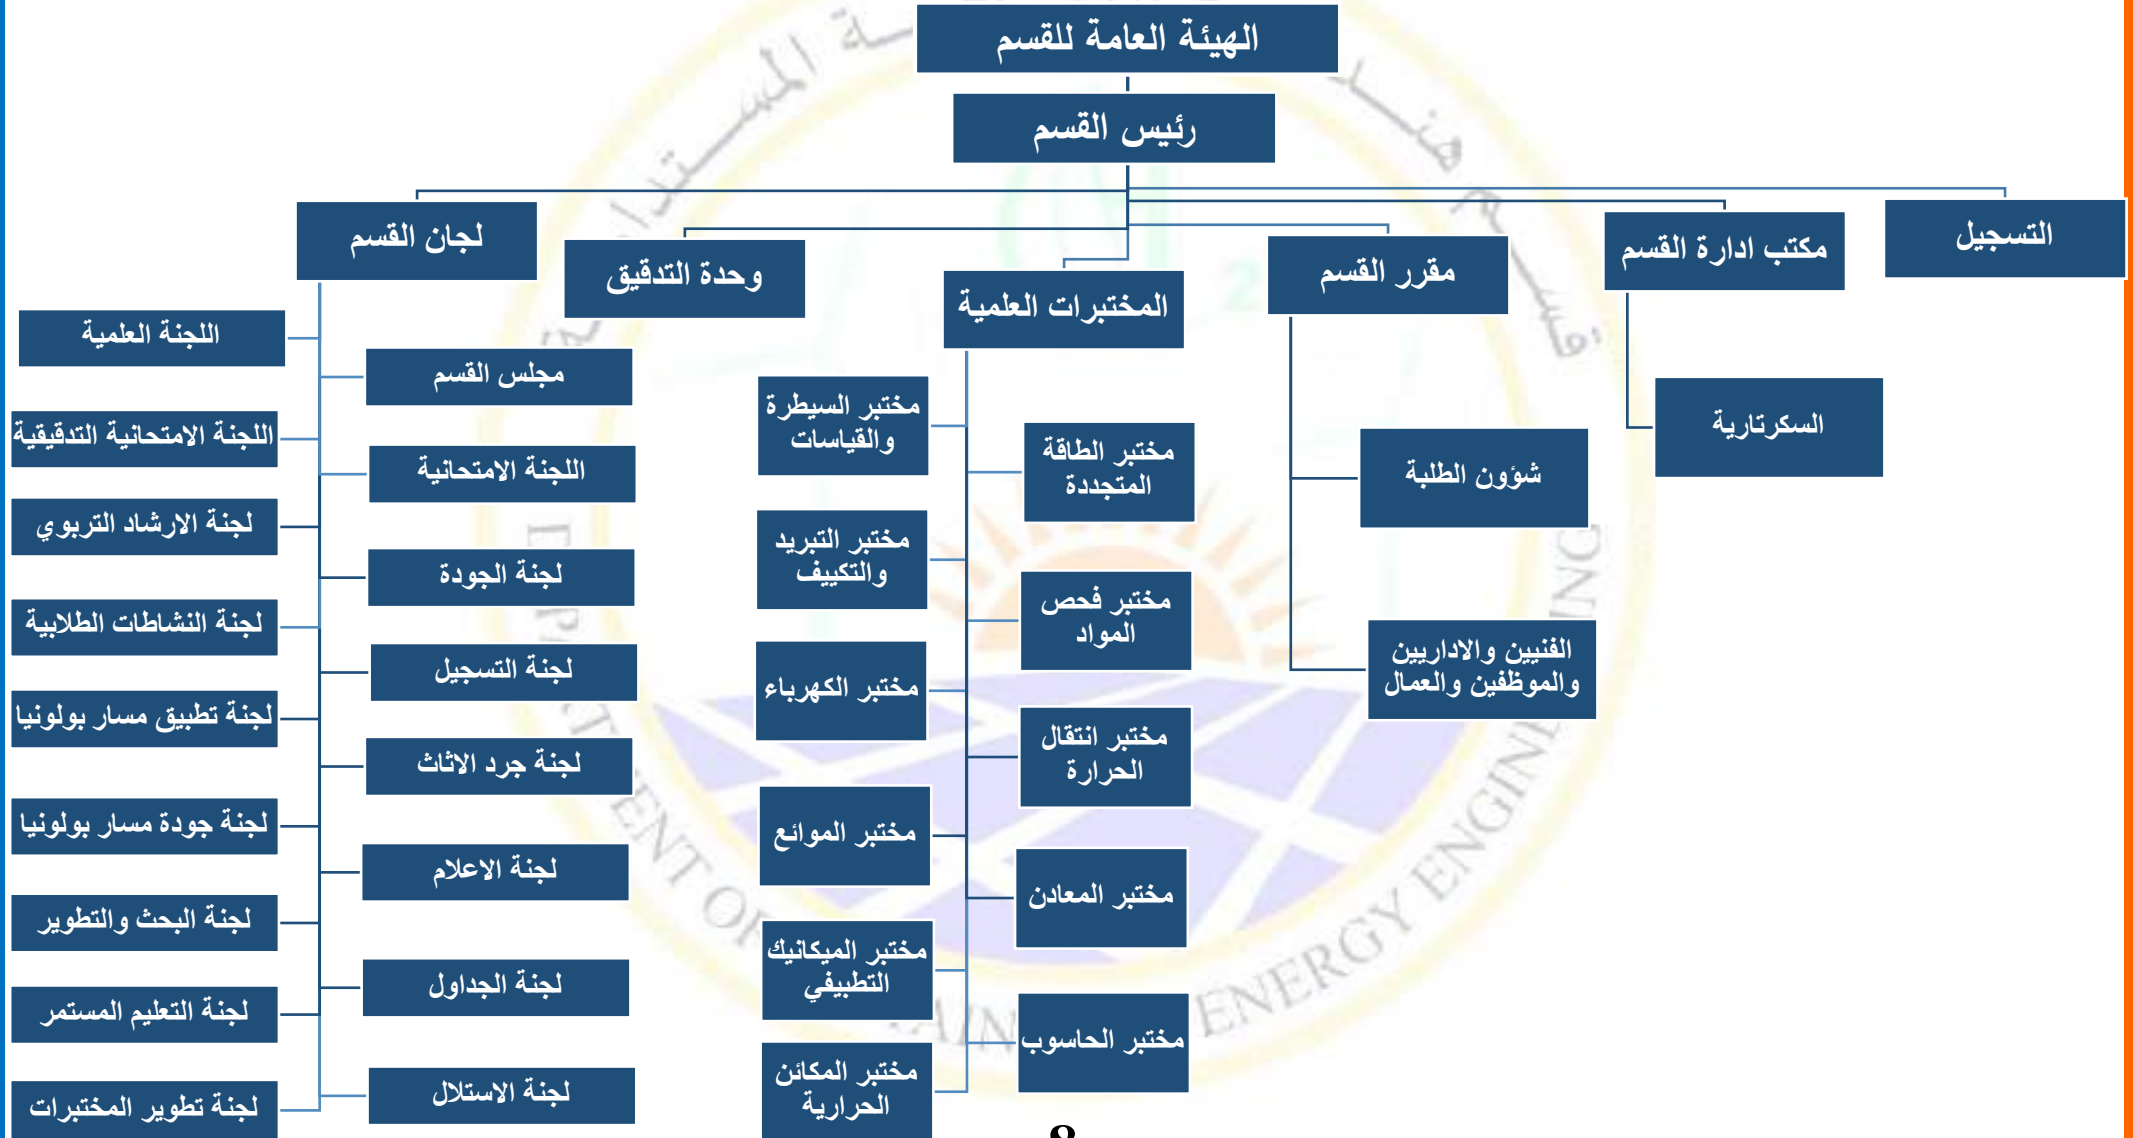 الهيئة العامة للقسم
رئيس القسم
التسجيل
مكتب ادارة القسم
السكرتارية
مقرر القسم
شؤون الطلبة
الفنيين والاداريين
والموظفين والعمال
المختبرات العلمية
مختبر السيطرة
والقياسات
مختبر الطاقة
المتجددة
مختبر التبريد
والتكييف
مختبر فحص
المواد
مختبر الكهرباء
مختبر انتقال
الحرارة
مختبر الموائع
مختبر المعادن
مختبر الميكانيك
التطبيفي
مختبر الحاسوب
مختبر المكائن
الحرارية
وحدة التدقيق
لجان القسم
اللجنة العلمية
مجلس القسم
اللجنة الامتحانية التدقيقية
اللجنة الامتحانية
لجنة الارشاد التربوي
لجنة الجودة
لجنة النشاطات الطلابية
لجنة التسجيل
لجنة تطبيق مسار بولونيا
لجنة جرد الاثاث
لجنة جودة مسار بولونيا
لجنة الاعلام
لجنة البحث والتطوير
لجنة الجداول
لجنة التعليم المستمر
لجنة الاستلال
لجنة تطوير المختبرات
قسم
ENERGY